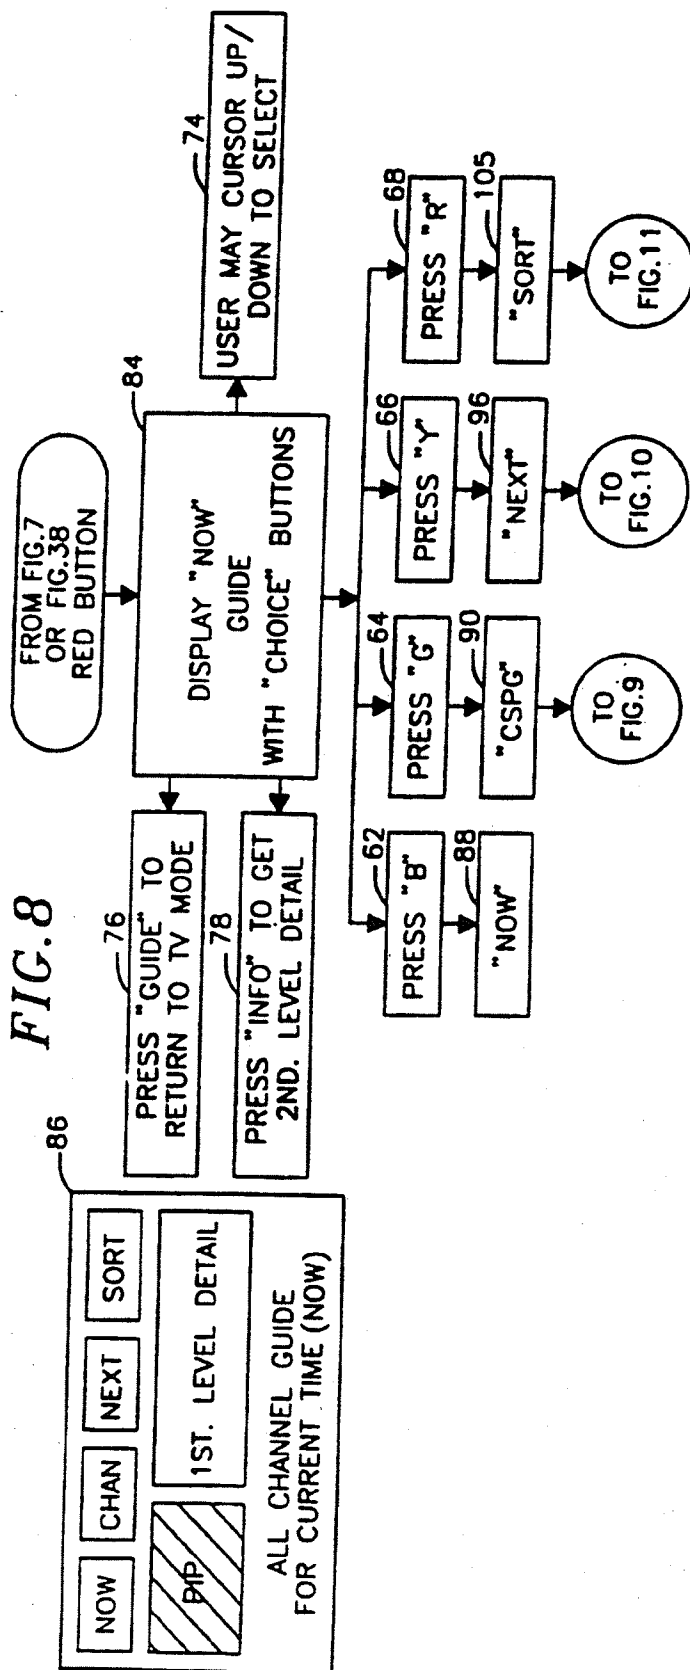 FIG.8
FROM FIG.7
OR FIG.38
RED BUTTON
84
DISPLAY "NOW"
GUIDE
WITH "CHOICE" BUTTONS
74
USER MAY CURSOR UP/
DOWN TO SELECT
76
PRESS "GUIDE" TO
RETURN TO TV MODE
78
PRESS "INFO" TO GET
2ND. LEVEL DETAIL
86
NOW
CHAN
NEXT
SORT
PIP
1ST. LEVEL DETAIL
ALL CHANNEL GUIDE
FOR CURRENT TIME (NOW)
62
PRESS "B"
88
"NOW"
64
PRESS "G"
90
"CSPG"
TO
FIG.9
66
PRESS "Y"
96
"NEXT"
TO
FIG.10
68
PRESS "R"
105
"SORT"
TO
FIG.11